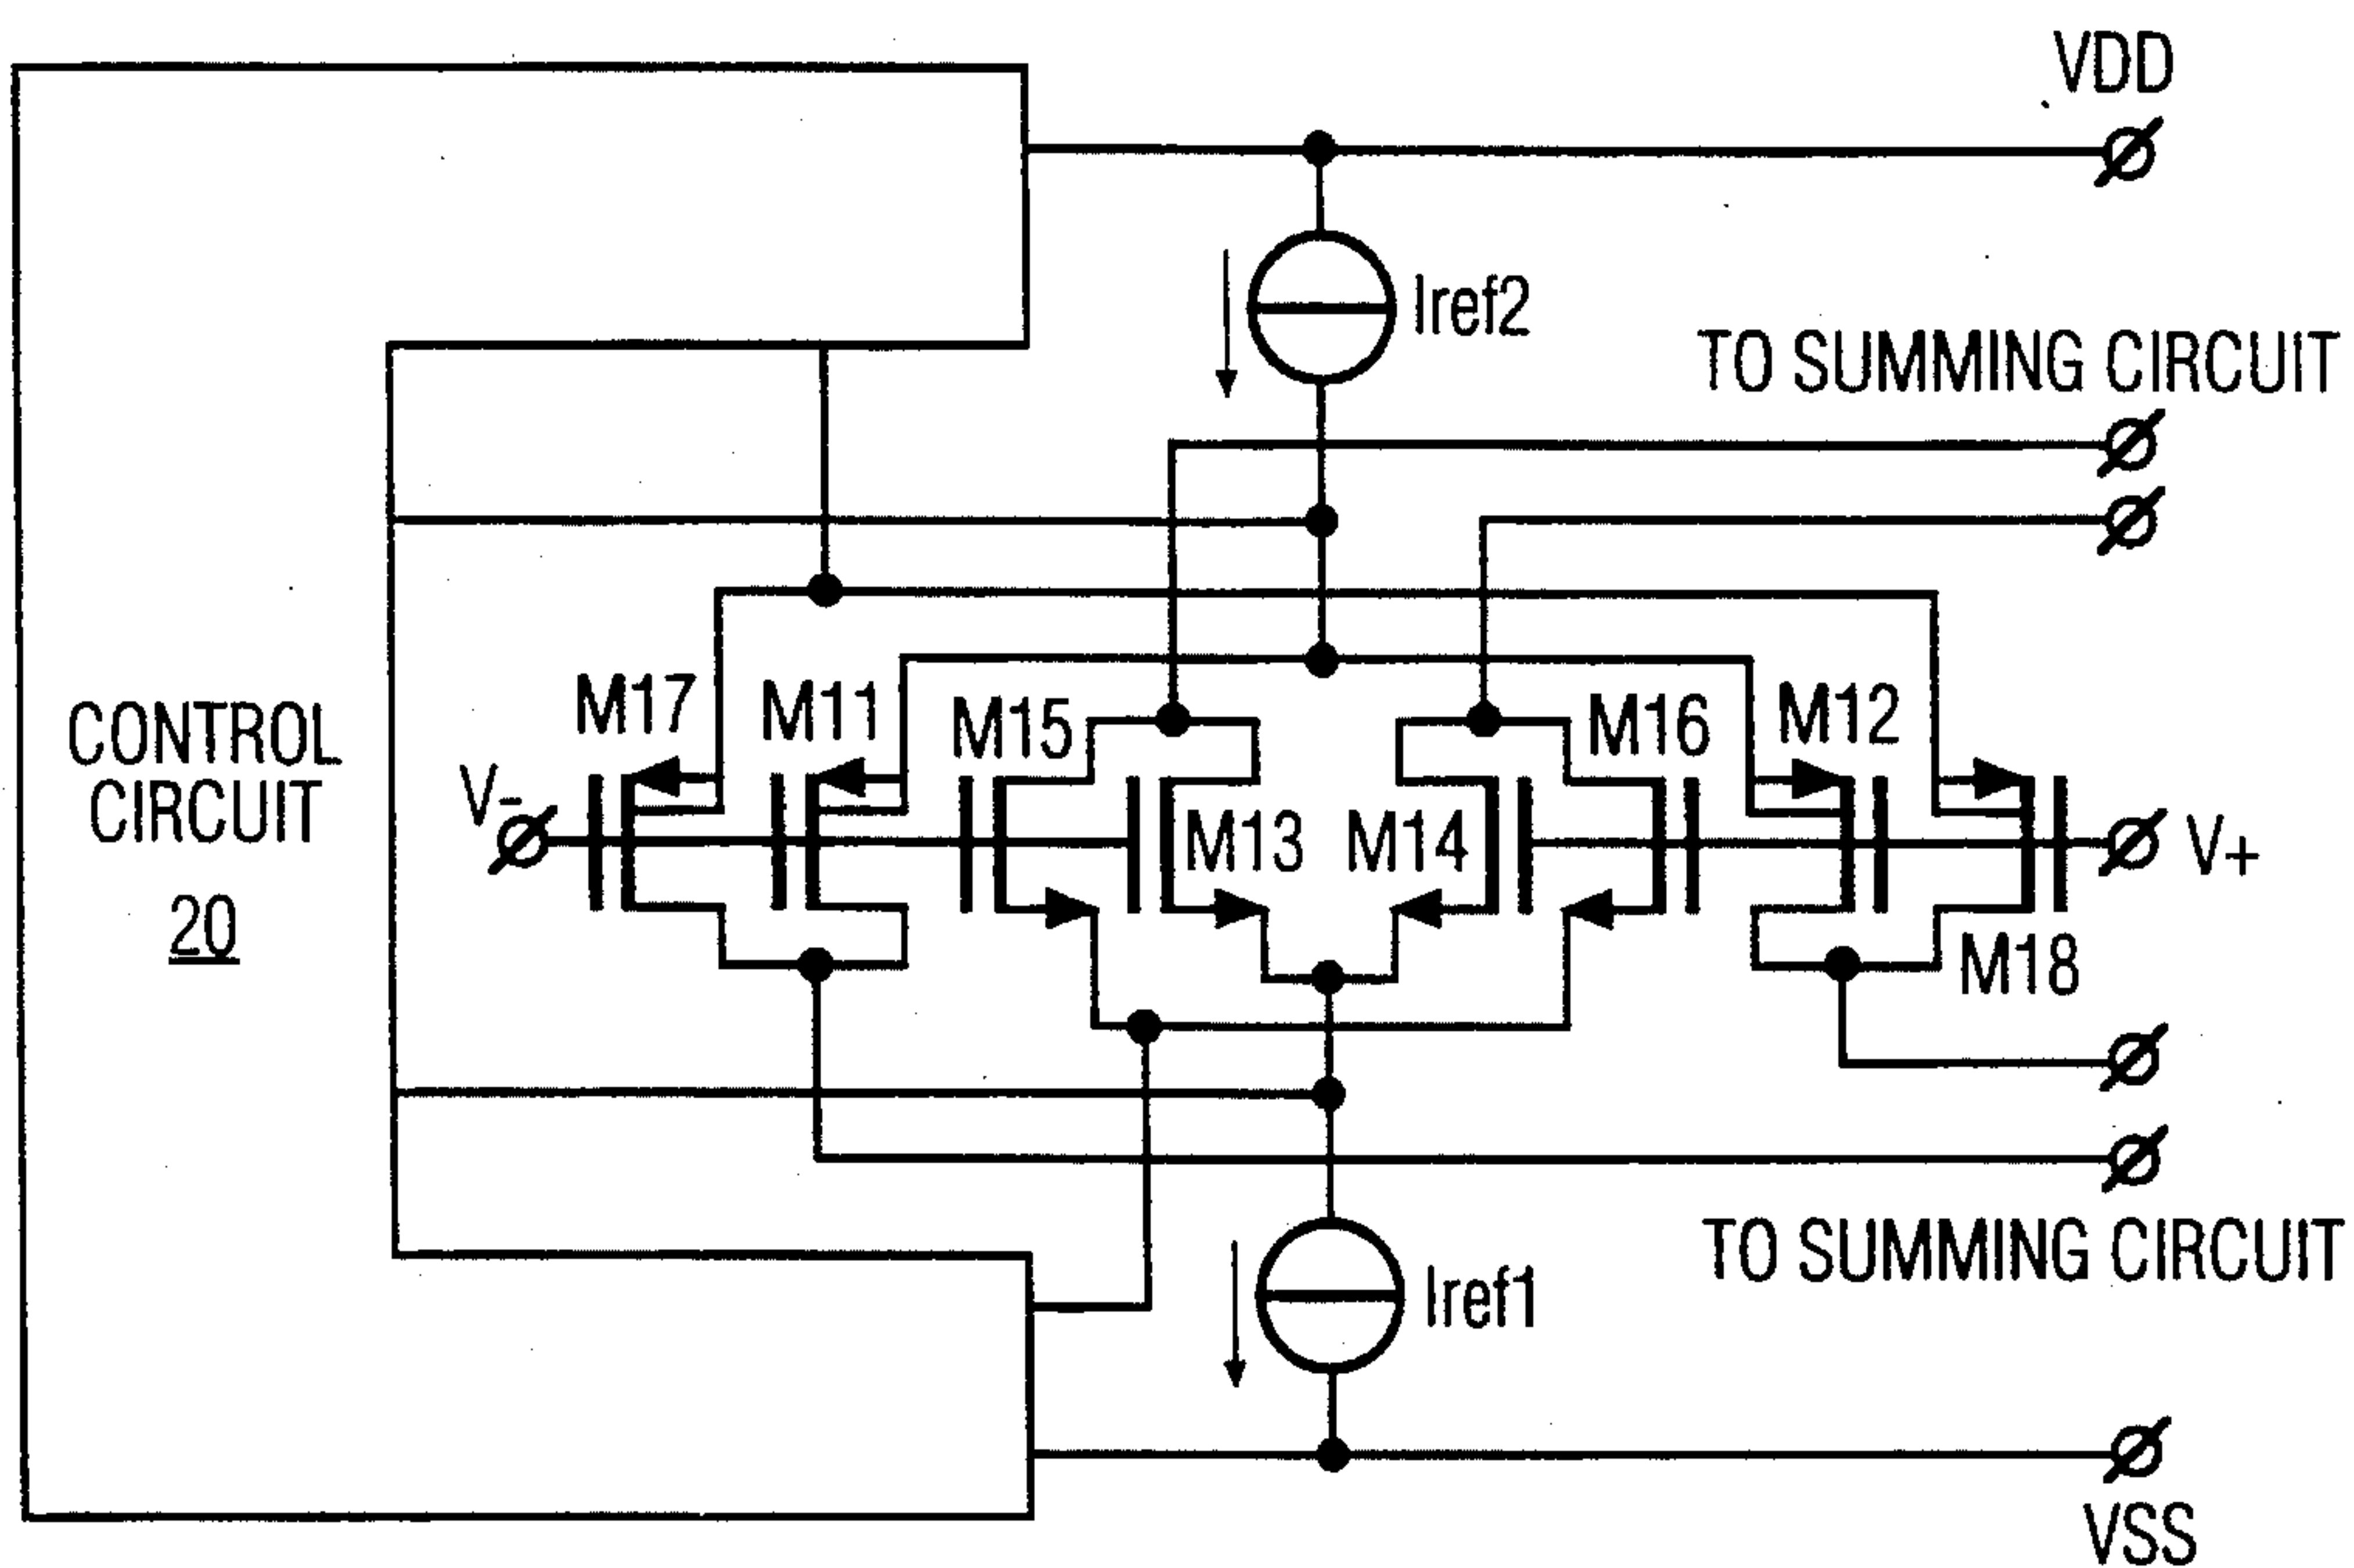 VDD
Iref2
TO SUMMING CIRCUIT
M17
M11
M15
M16
M12
CONTROL
CIRCUIT
20
V-
M13
M14
V+
M18
TO SUMMING CIRCUIT
Iref1
VSS